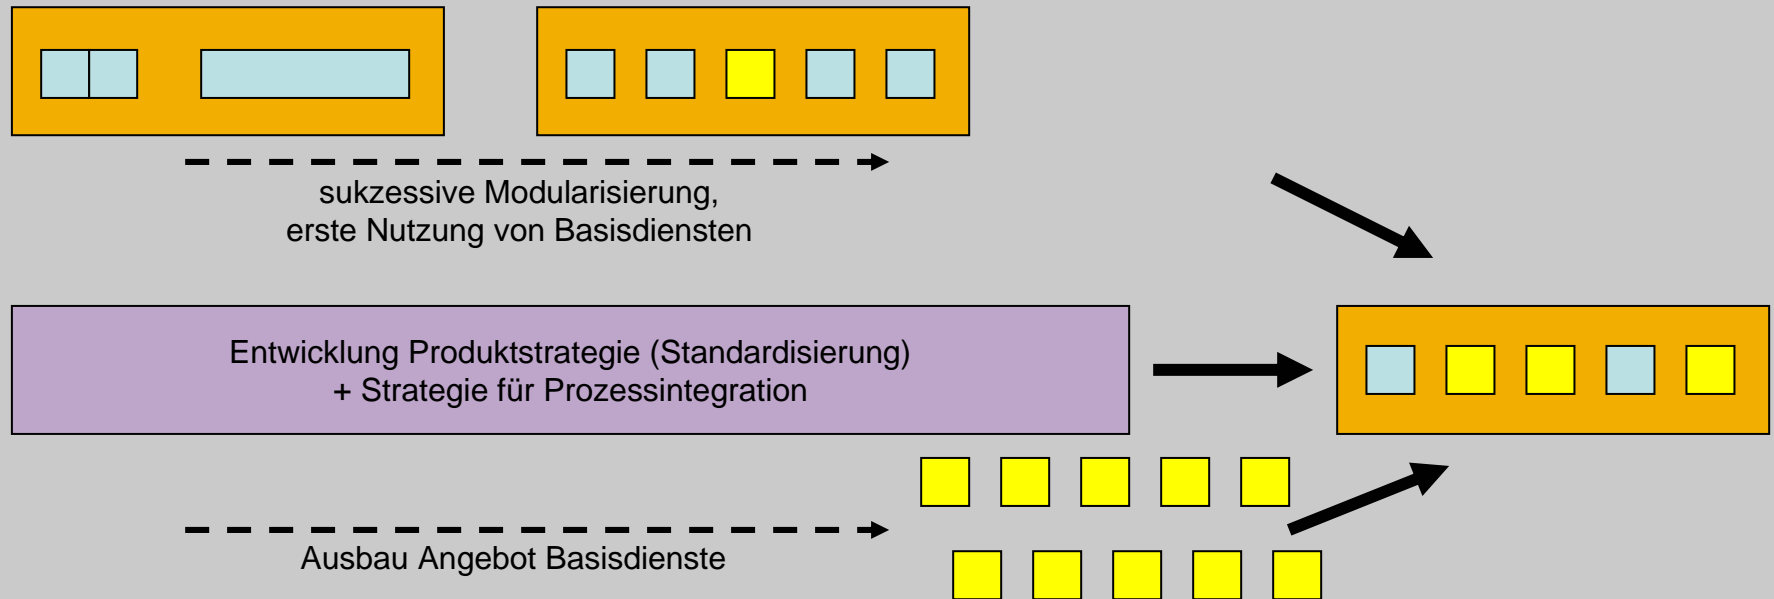 sukzessive Modularisierung,
erste Nutzung von Basisdiensten
Entwicklung Produktstrategie (Standardisierung)
+ Strategie für Prozessintegration
Ausbau Angebot Basisdienste